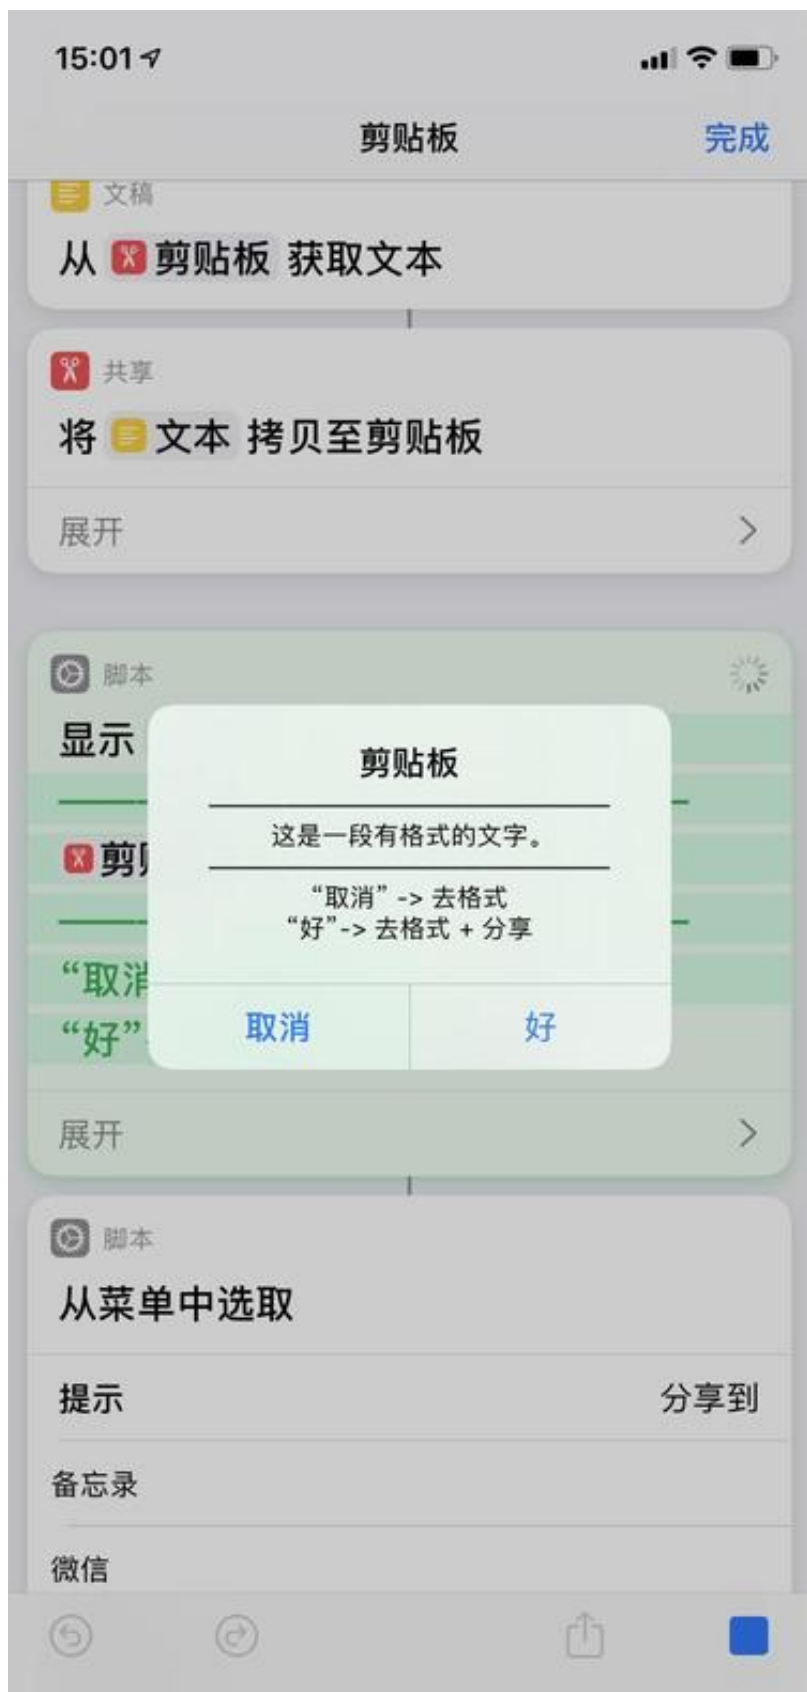 15:01
剪贴板
完成
文稿
从 剪贴板 获取文本
共享
将 文本 拷贝至剪贴板
展开
脚本
显示
剪贴板
这是一段有格式的文字。
“取消” -> 去格式
“好”-> 去格式 + 分享
取消
好
剪
“取消
“好”
展开
脚本
从菜单中选取
提示
分享到
备忘录
微信